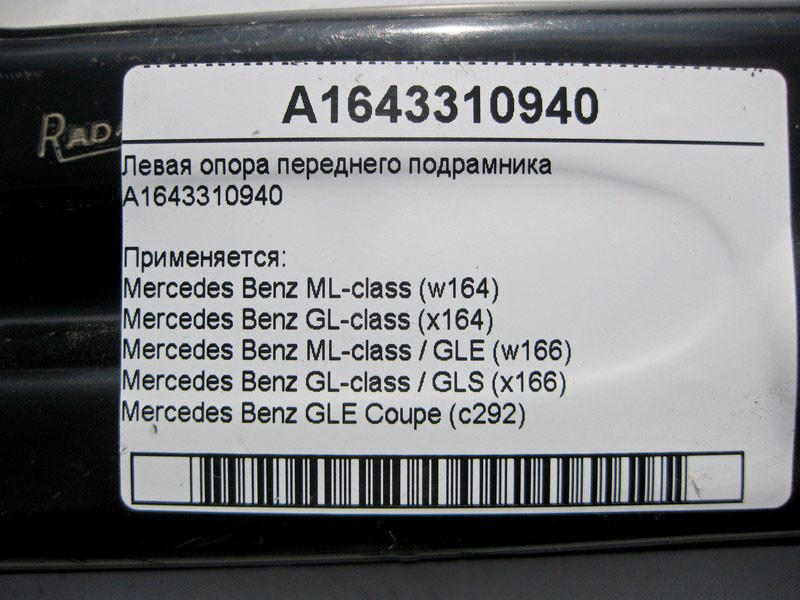 A1643310940
Левая опора переднего подрамника
A1643310940
Применяется:
Mercedes Benz ML-class (w164)
Mercedes Benz GL-class (x164)
Mercedes Benz ML-class / GLE (w166)
Mercedes Benz GL-class / GLS (x166)
Mercedes Benz GLE Coupe (c292)